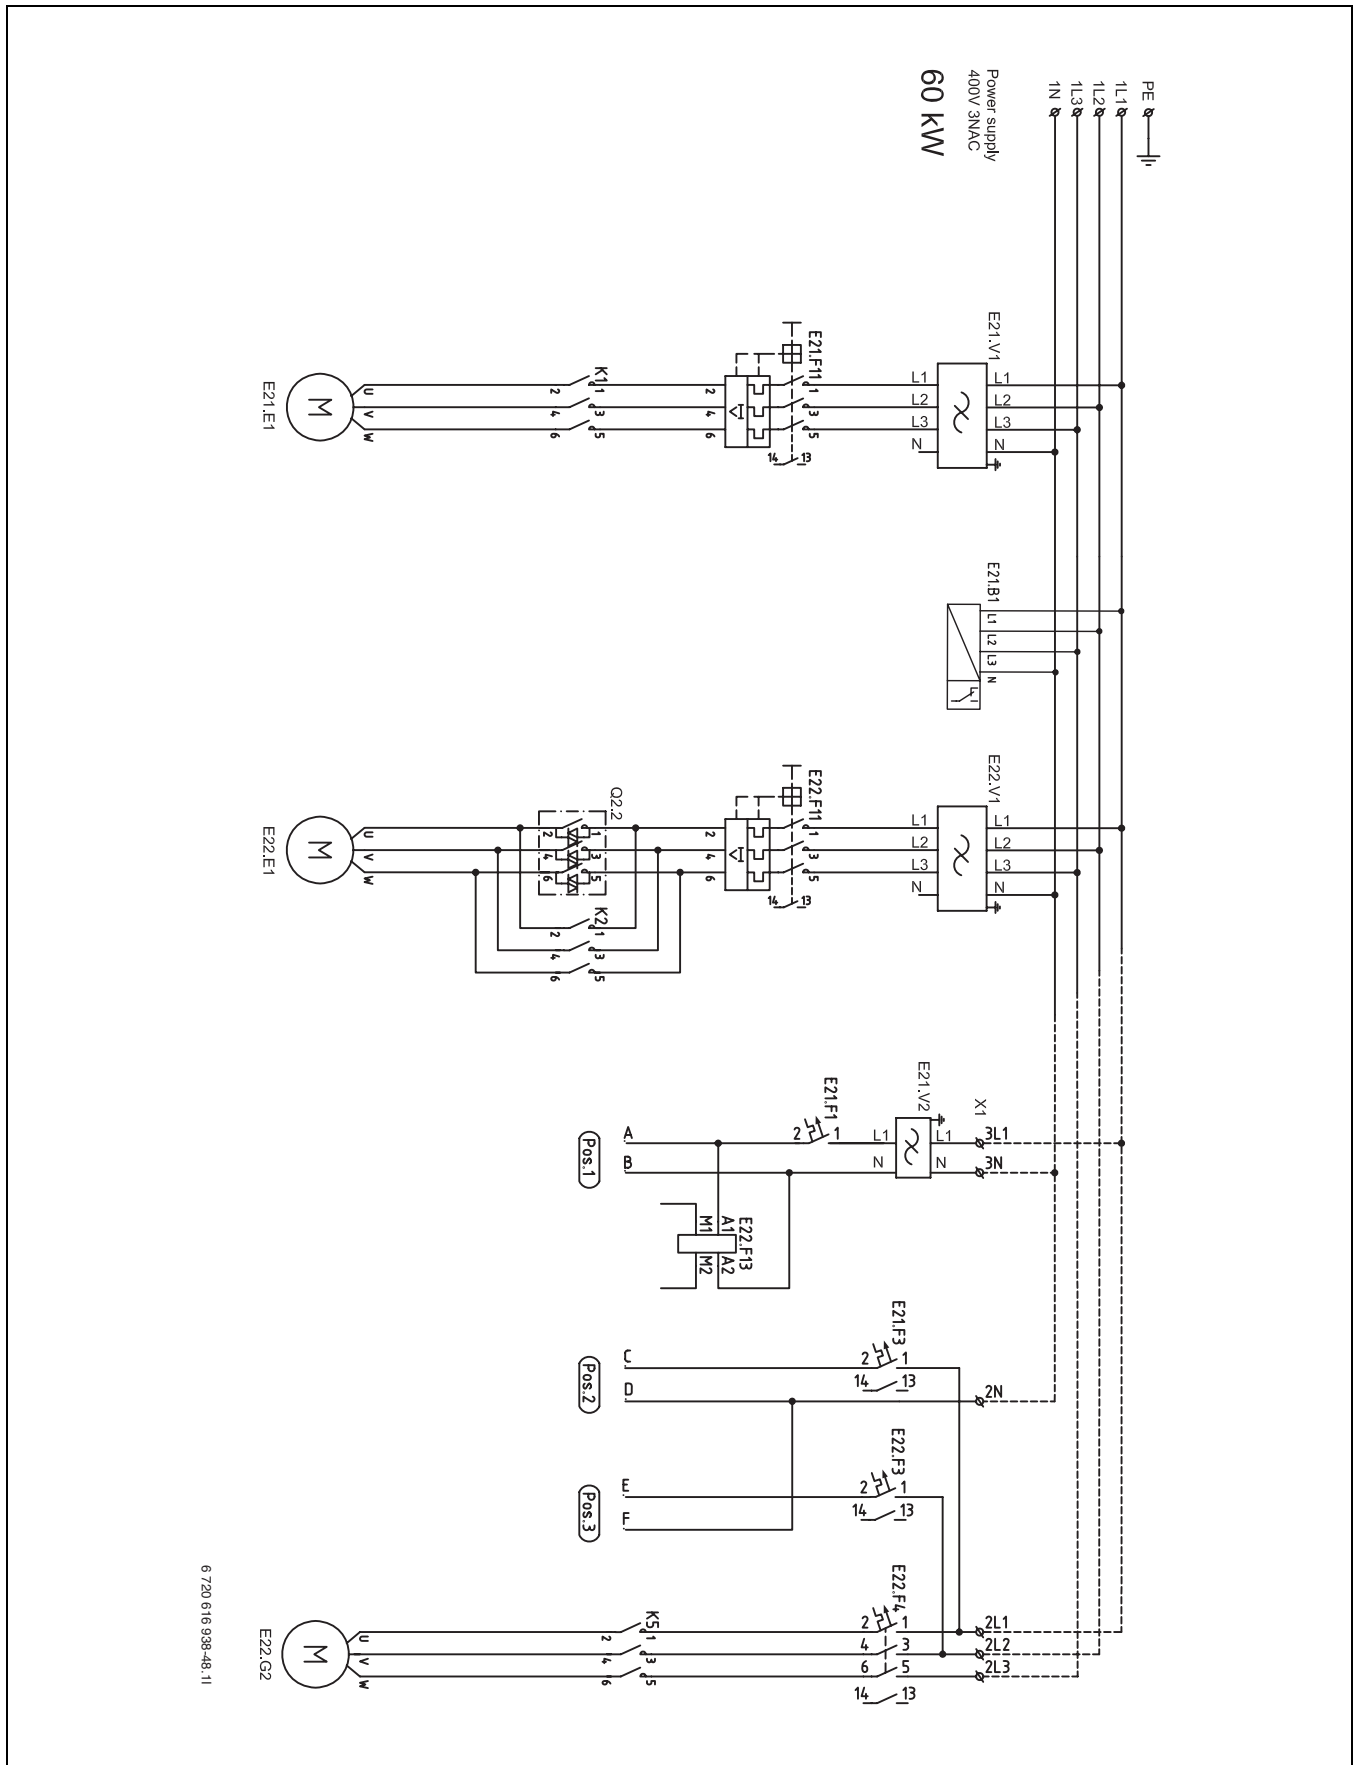 PE
1L1
1L2
1L3
1N
Power supply
400V 3NAC
60 kW
E21.V1
L1
L2
L3
N
L1
L2
L3
N
E21.F11
1
3
5
13
14
2
4
6
I>
K1
1
3
5
2
4
6
U
V
W
M
E21.E1
E21.B1
L1
L2
L3
N
E22.V1
L1
L2
L3
N
L1
L2
L3
N
E22.F11
1
3
5
13
14
2
4
6
I>
Q2.2
1
3
5
2
4
6
K2
1
3
5
2
4
6
U
V
W
M
E22.E1
X1
3L1
3N
E21.V2
L1
N
L1
N
E21.F1
1
2
A
B
Pos.1
E22.F13
A1
A2
M1
M2
E21.F3
1
2
13
14
2N
C
D
Pos.2
E22.F3
1
2
13
14
E
F
Pos.3
E22.F4
2L1
2L2
2L3
1
3
5
13
2
4
6
14
K5
1
3
5
2
4
6
U
V
W
M
E22.G2
6 720 616 938-48.1I